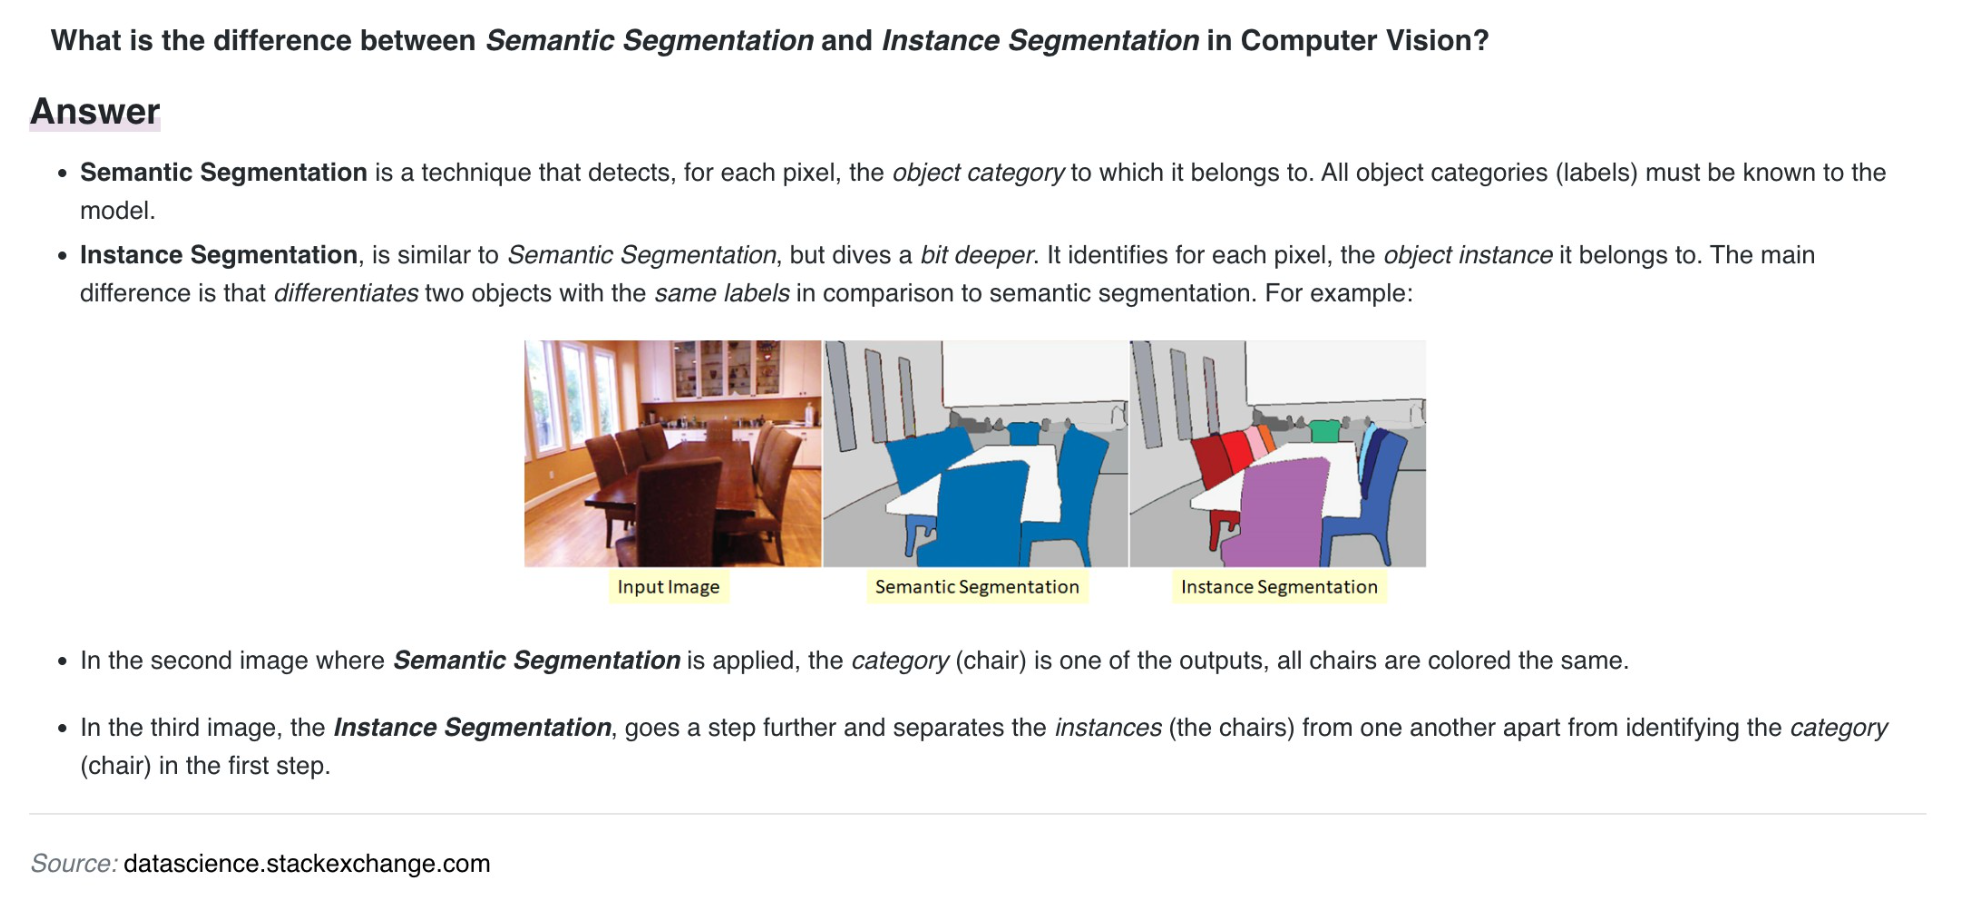 What is the difference between Semantic Segmentation and Instance Segmentation in Computer Vision?
Answer
• Semantic Segmentation is a technique that detects, for each pixel, the object category to which it belongs to. All object categories (labels) must be known to the
model.
• Instance Segmentation, is similar to Semantic Segmentation, but dives a bit deeper. It identifies for each pixel, the object instance it belongs to. The main
difference is that differentiates two objects with the same labels in comparison to semantic segmentation. For example:
Input Image
Semantic Segmentation
Instance Segmentation
• In the second image where Semantic Segmentation is applied, the category (chair) is one of the outputs, all chairs are colored the same.
• In the third image, the Instance Segmentation, goes a step further and separates the instances (the chairs) from one another apart from identifying the category
(chair) in the first step.
Source: datascience.stackexchange.com